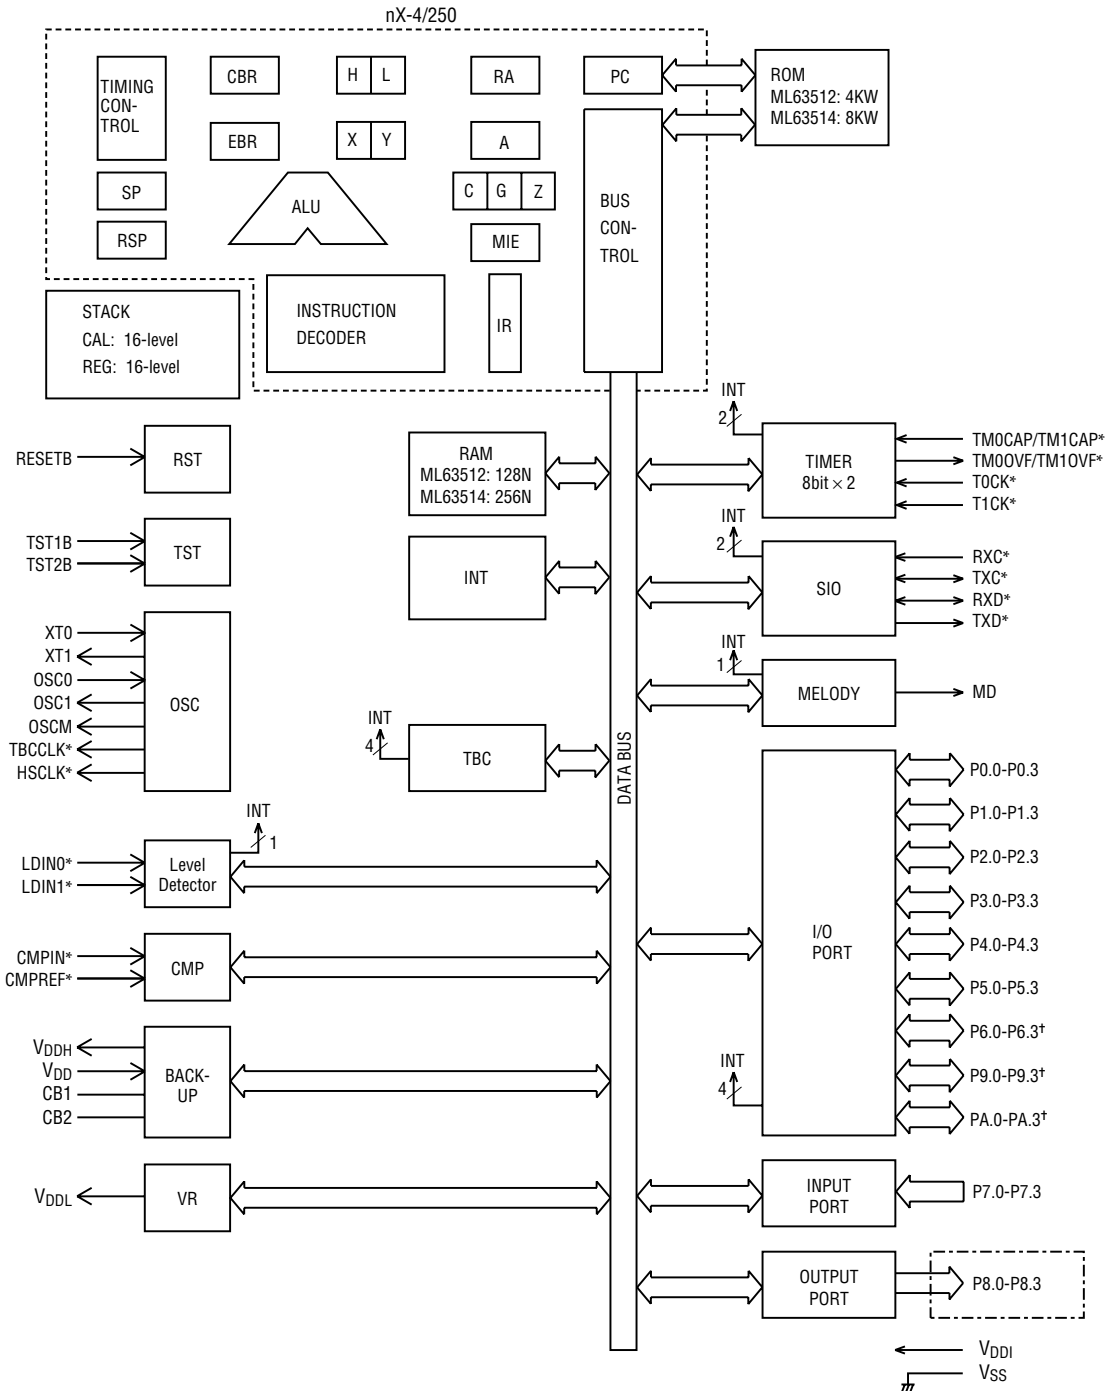 nX-4/250
TIMING
CON-
TROL
CBR
H L
RA
PC
ROM
ML63512: 4KW
ML63514: 8KW
EBR
X Y
A
SP
ALU
C G Z
BUS
CON-
TROL
RSP
MIE
STACK
CAL: 16-level
REG: 16-level
INSTRUCTION
DECODER
IR
RESETB
RST
RAM
ML63512: 128N
ML63514: 256N
INT
2
TIMER
8bit × 2
TM0CAP/TM1CAP*
TM0OVF/TM1OVF*
T0CK*
T1CK*
TST1B
TST2B
TST
INT
INT
2
SIO
RXC*
TXC*
RXD*
TXD*
XT0
XT1
OSC0
OSC1
OSCM
TBCCLK*
HSCLK*
OSC
INT
4
TBC
DATA BUS
INT
1
MELODY
MD
INT
1
LDIN0*
LDIN1*
Level
Detector
I/O
PORT
P0.0-P0.3
P1.0-P1.3
P2.0-P2.3
P3.0-P3.3
P4.0-P4.3
P5.0-P5.3
P6.0-P6.3†
P9.0-P9.3†
PA.0-PA.3†
INT
4
CMPIN*
CMPREF*
CMP
VDDH
VDD
CB1
CB2
BACK-
UP
VDDL
VR
INPUT
PORT
P7.0-P7.3
OUTPUT
PORT
P8.0-P8.3
VDDI
VSS